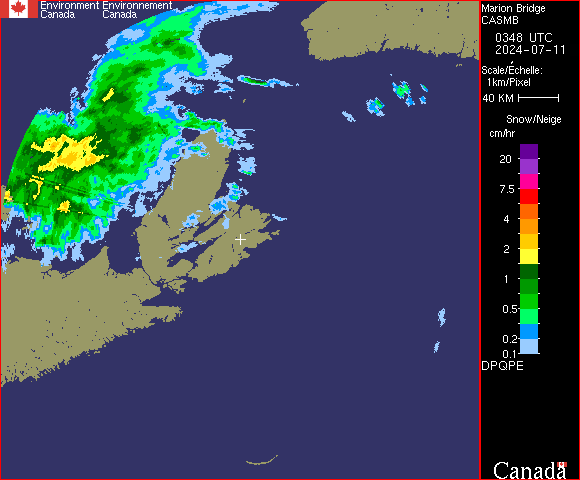 Environment Environnement
Canada Canada
Marion Bridge
CASMB
0348 UTC
2024-07-11
Scale/Échelle:
1km/Pixel
40 KM
Snow/Neige
cm/hr
20
7.5
4
2
1
0.5
0.2
0.1
DPQPE
Canada